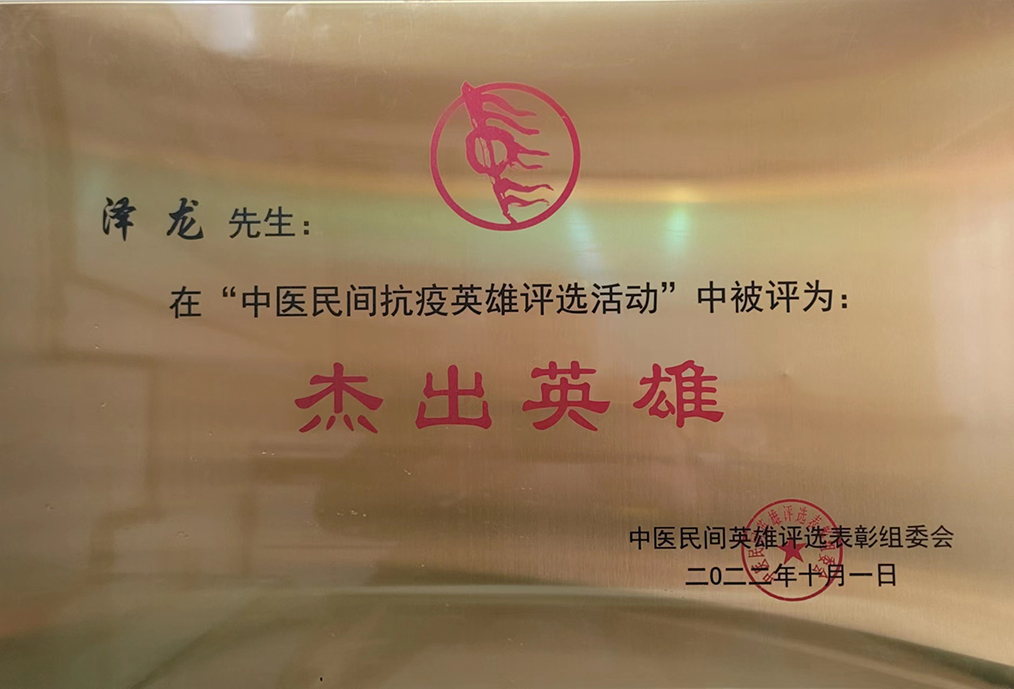 泽 龙 先生：
在“中医民间抗疫英雄评选活动”中被评为：
杰出英雄
中医民间英雄评选表彰组委会
二0二二年十月一日